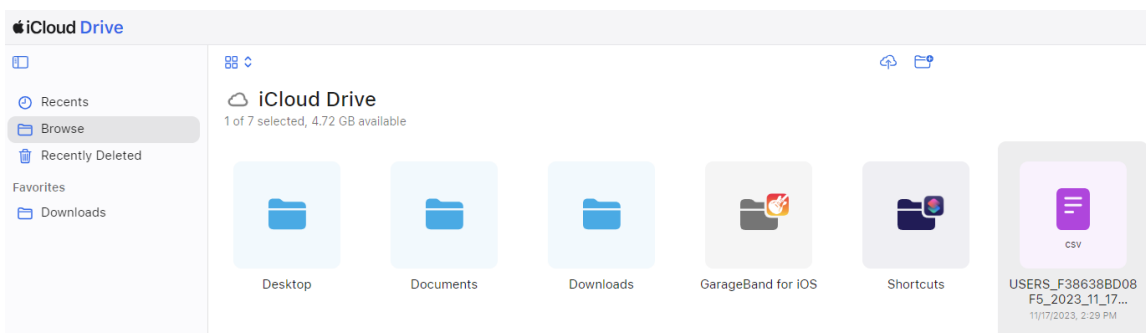 iCloud Drive
Recents
Browse
Recently Deleted
Favorites
Downloads
iCloud Drive
1 of 7 selected, 4.72 GB available
Desktop
Documents
Downloads
GarageBand for iOS
Shortcuts
csv
USERS_F38638BD08
F5_2023_11_17...
11/17/2023, 2:29 PM